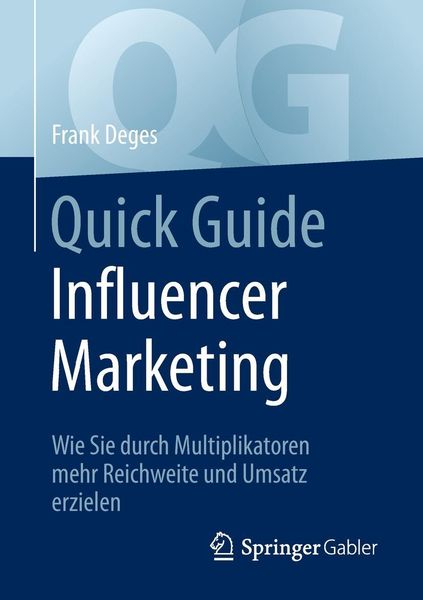 QG
Frank Deges
Quick Guide
Influencer
Marketing
Wie Sie durch Multiplikatoren
mehr Reichweite und Umsatz
erzielen
Springer Gabler